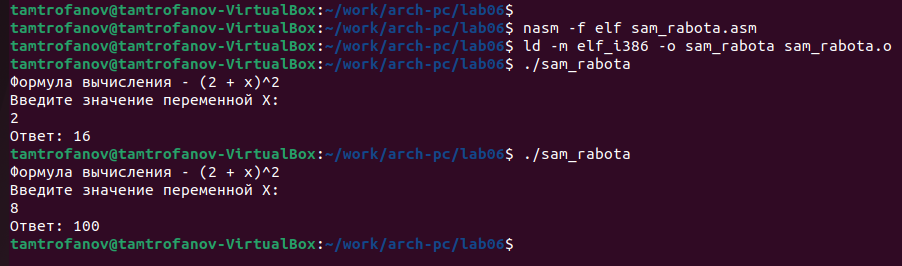 tamtrofanov@tamtrofanov-VirtualBox:~/work/arch-pc/lab06$
tamtrofanov@tamtrofanov-VirtualBox:~/work/arch-pc/lab06$ nasm -f elf sam_rabota.asm
tamtrofanov@tamtrofanov-VirtualBox:~/work/arch-pc/lab06$ ld -m elf_i386 -o sam_rabota sam_rabota.o
tamtrofanov@tamtrofanov-VirtualBox:~/work/arch-pc/lab06$ ./sam_rabota
Формула вычисления - (2 + x)^2
Введите значение переменной X:
2
Ответ: 16
tamtrofanov@tamtrofanov-VirtualBox:~/work/arch-pc/lab06$ ./sam_rabota
Формула вычисления - (2 + x)^2
Введите значение переменной X:
8
Ответ: 100
tamtrofanov@tamtrofanov-VirtualBox:~/work/arch-pc/lab06$